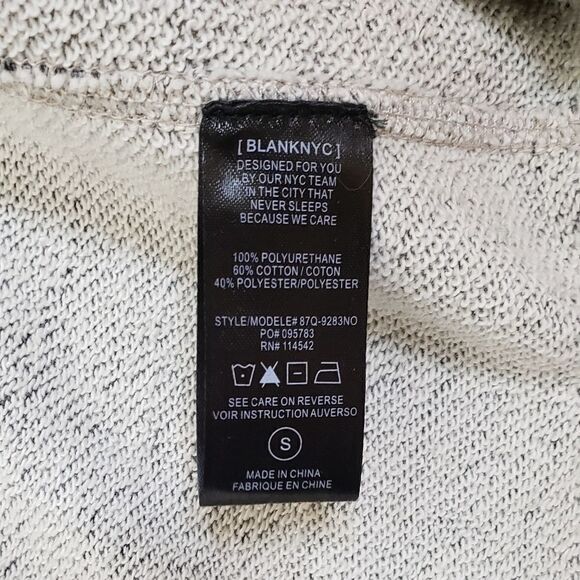 [ BLANKNYC ]
DESIGNED FOR YOU
BY OUR NYC TEAM
IN THE CITY THAT
NEVER SLEEPS
BECAUSE WE CARE
100% POLYURETHANE
60% COTTON / COTON
40% POLYESTER/POLYESTER
STYLE/MODELE# 87Q-9283NO
PO# 095783
RN# 114542
SEE CARE ON REVERSE
VOIR INSTRUCTION AUVERSO
S
MADE IN CHINA
FABRIQUE EN CHINE